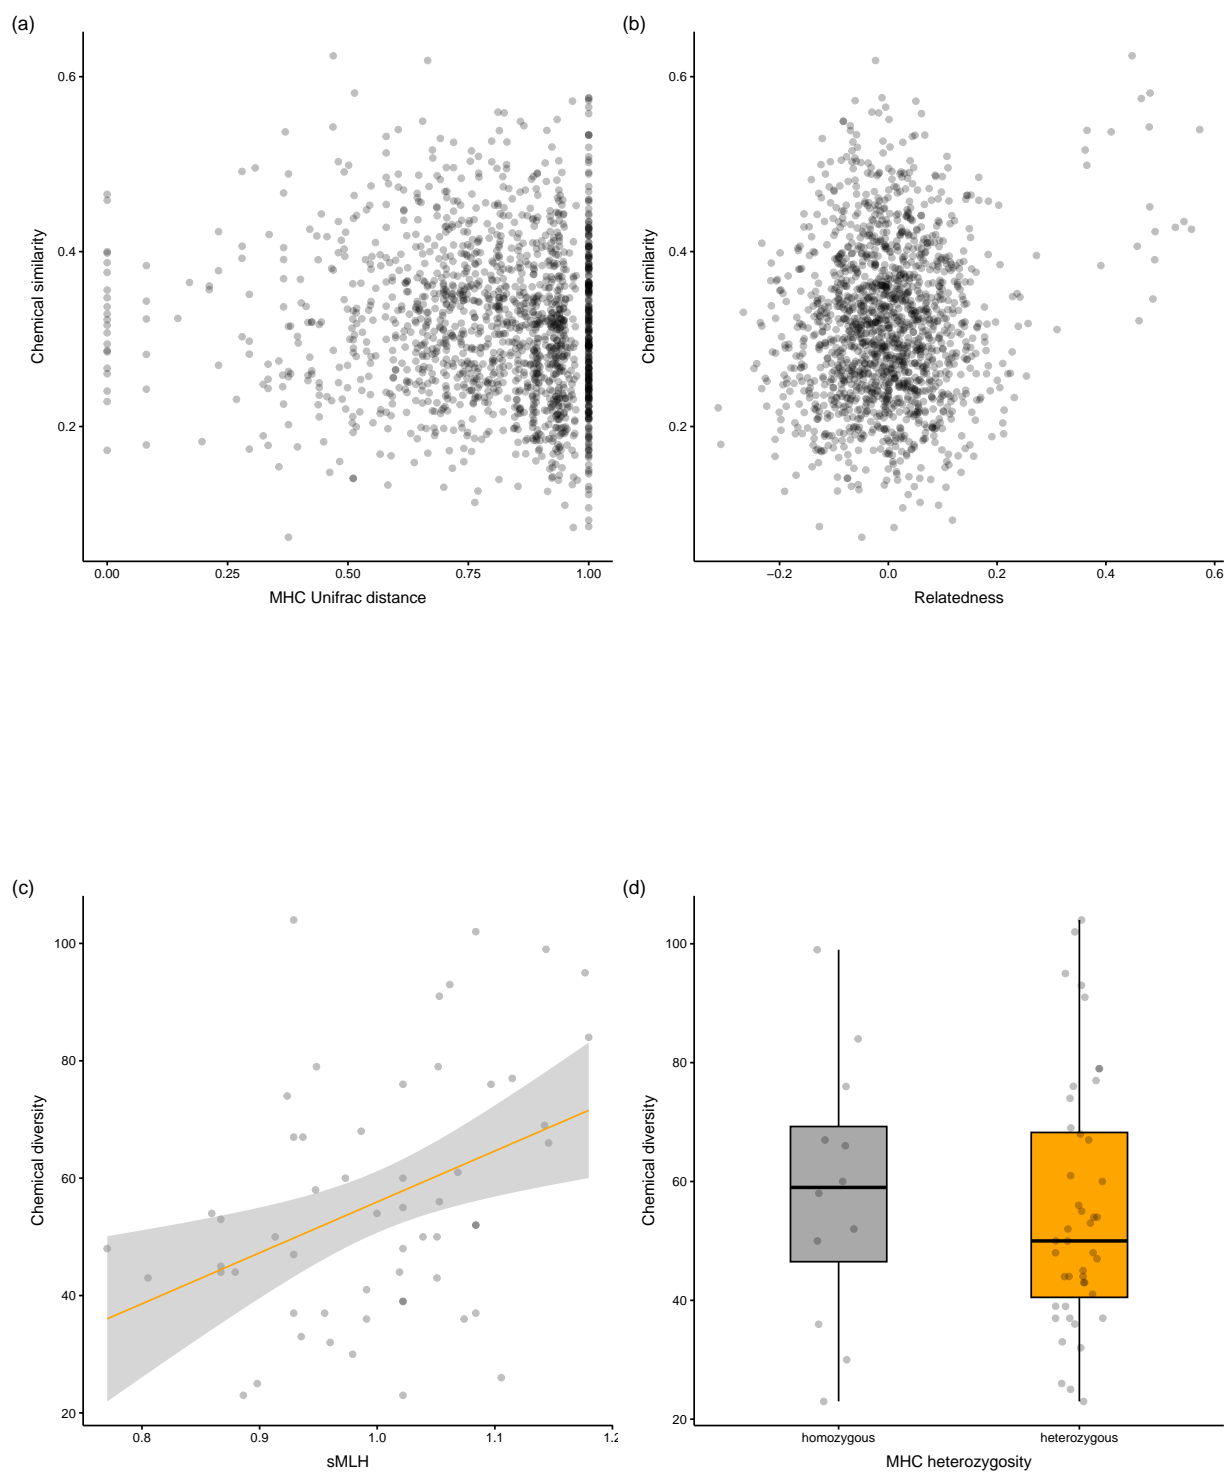 (a)
(b)
0.6
0.4
0.2
Chemical similarity
0.00 0.25 0.50 0.75 1.00
MHC Unifrac distance
0.6
0.4
0.2
Chemical similarity
−0.2 0.0 0.2 0.4 0.6
Relatedness
(c)
(d)
100
80
60
40
20
Chemical diversity
0.8 0.9 1.0 1.1 1.2
sMLH
100
80
60
40
20
Chemical diversity
homozygous heterozygous
MHC heterozygosity